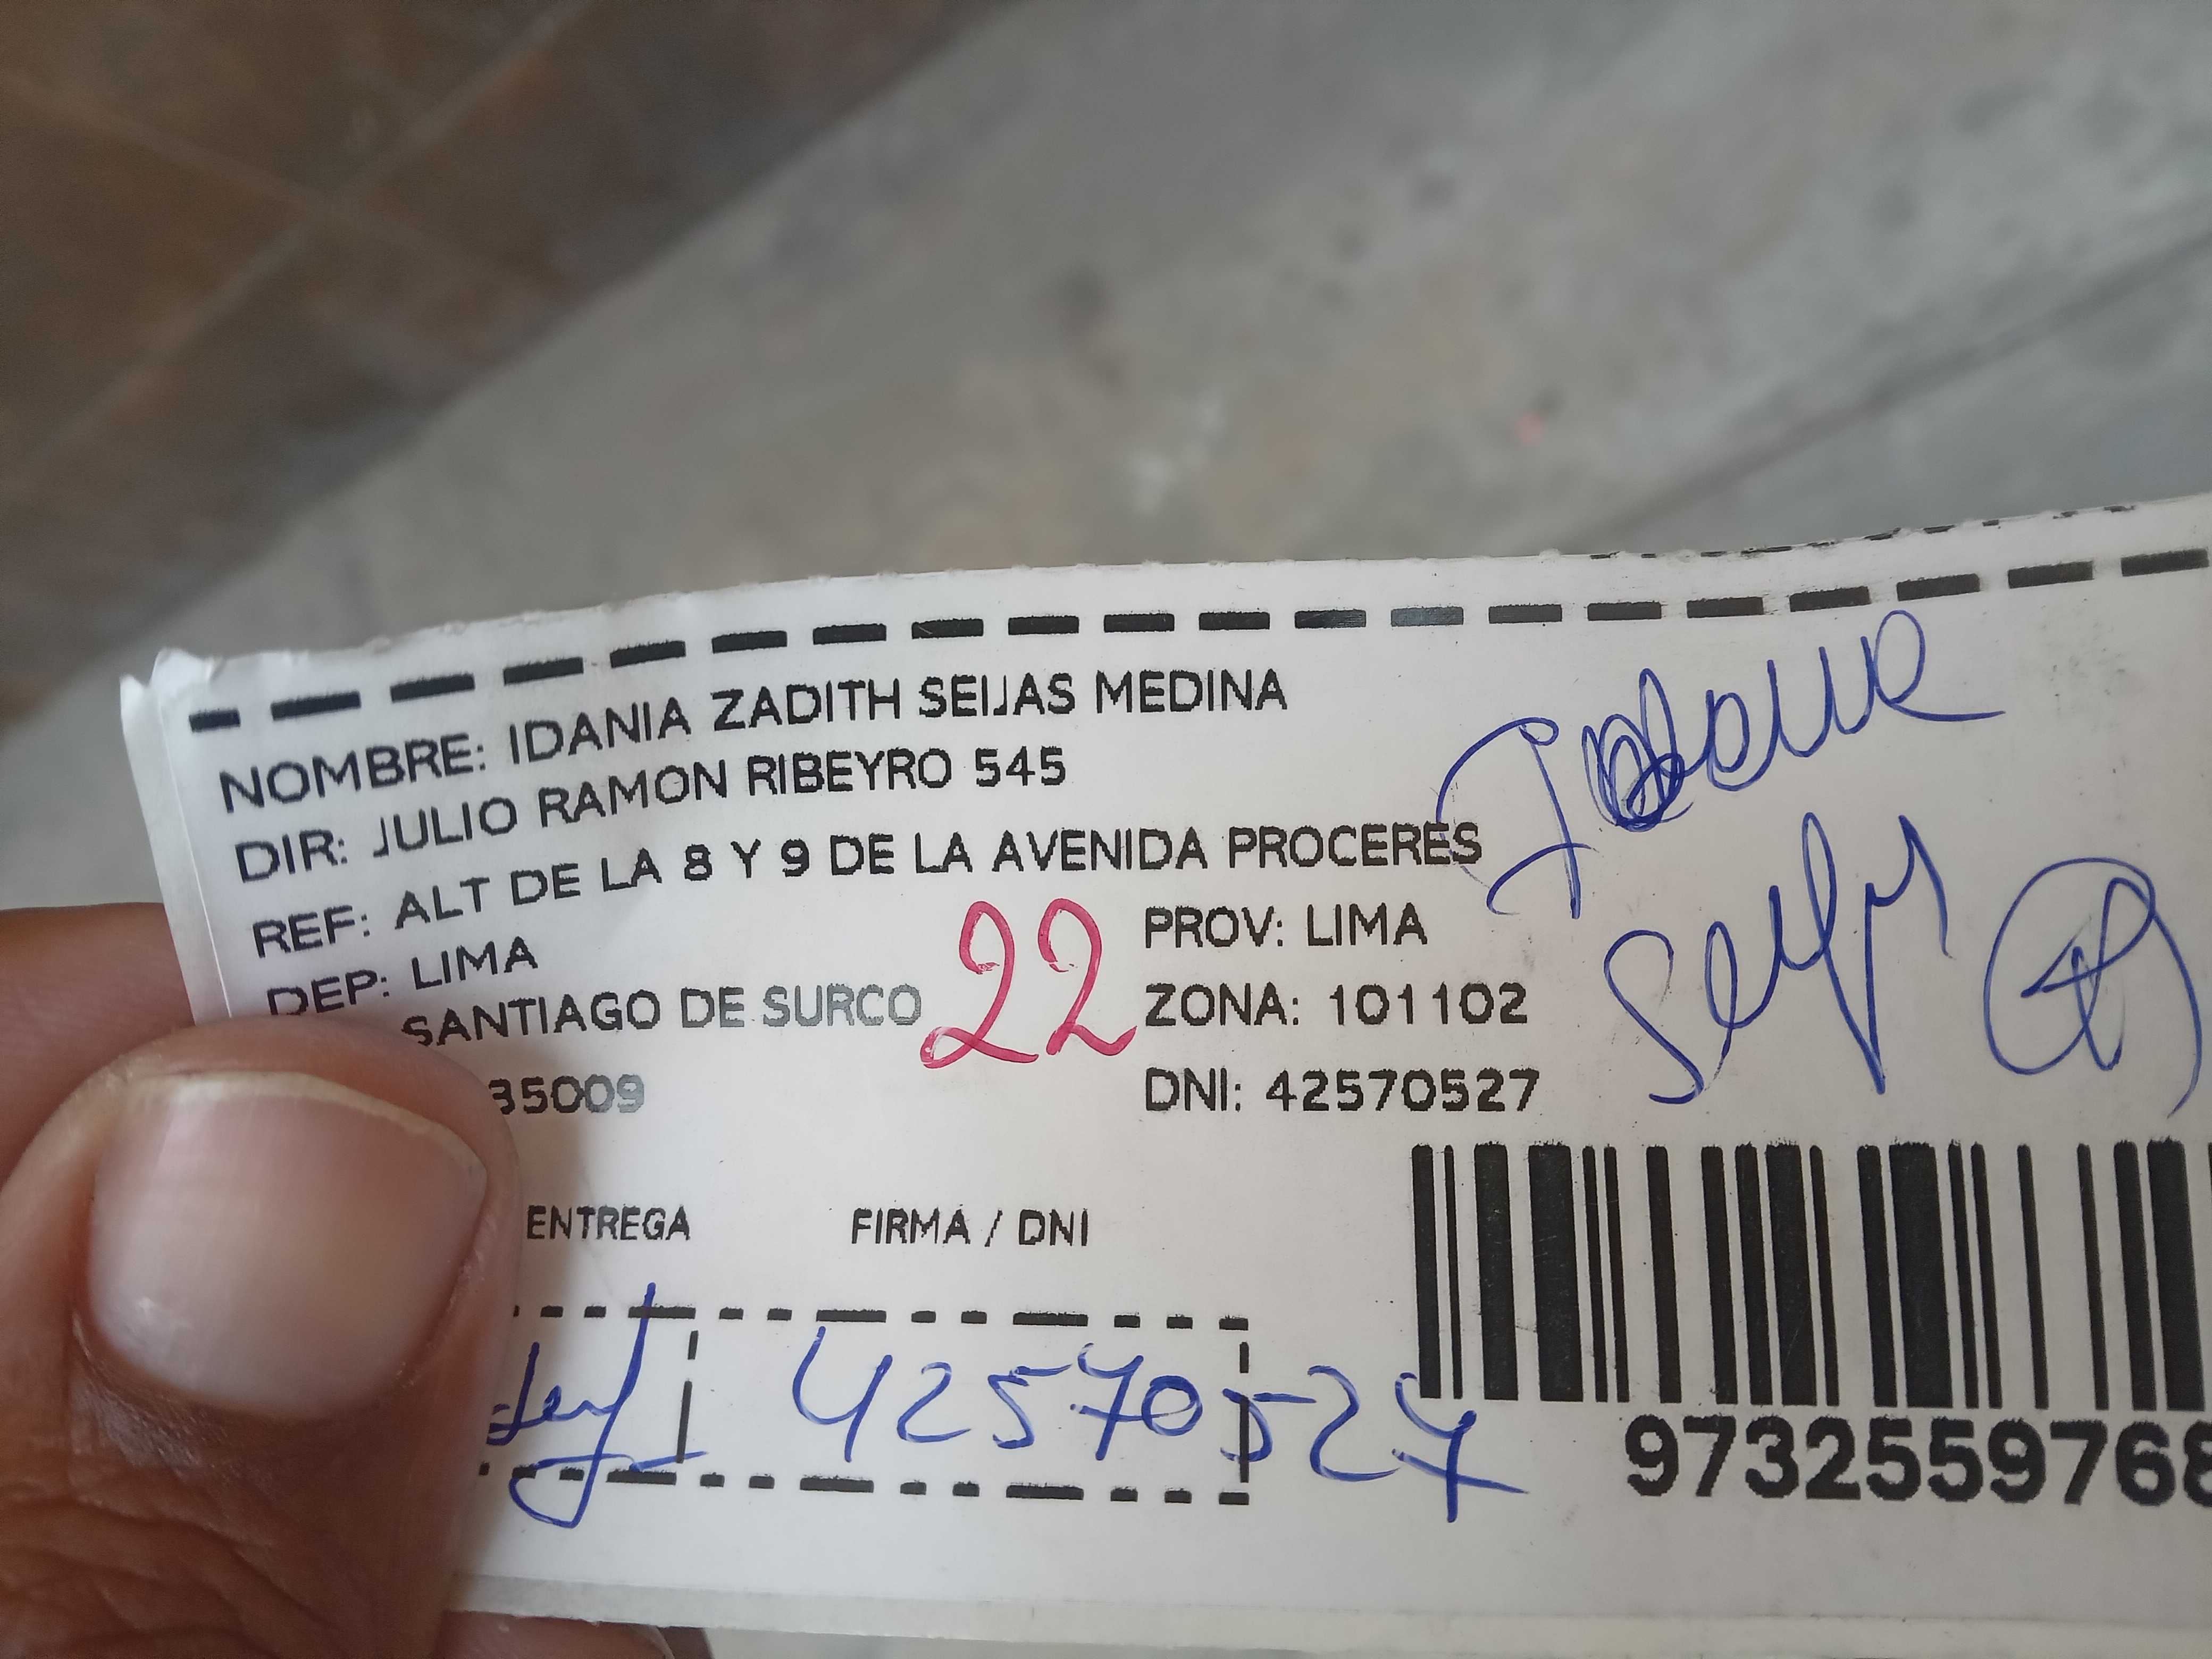 NOMBRE: IDANIA ZADITH SEIJAS MEDINA
DIR: JULIO RAMON RIBEYRO 545
REF: ALT DE LA 8 Y 9 DE LA AVENIDA PROCERES
DEP: LIMA PROV: LIMA
SANTIAGO DE SURCO 22 ZONA: 101102
35009 DNI: 42570527
ENTREGA FIRMA / DNI
42570527
9732559768